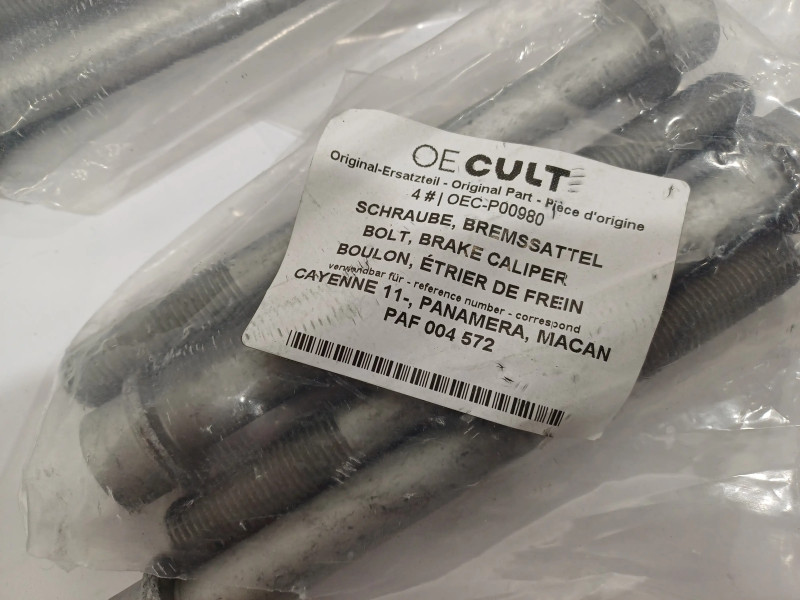 OE CULT
Original-Ersatzteil - Original Part - Pièce d'origine
4 # | OEC-P00980
SCHRAUBE, BREMSSATTEL
BOLT, BRAKE CALIPER
BOULON, ÉTRIER DE FREIN
verwendbar für - reference number - correspond
CAYENNE 11-, PANAMERA, MACAN
PAF 004 572